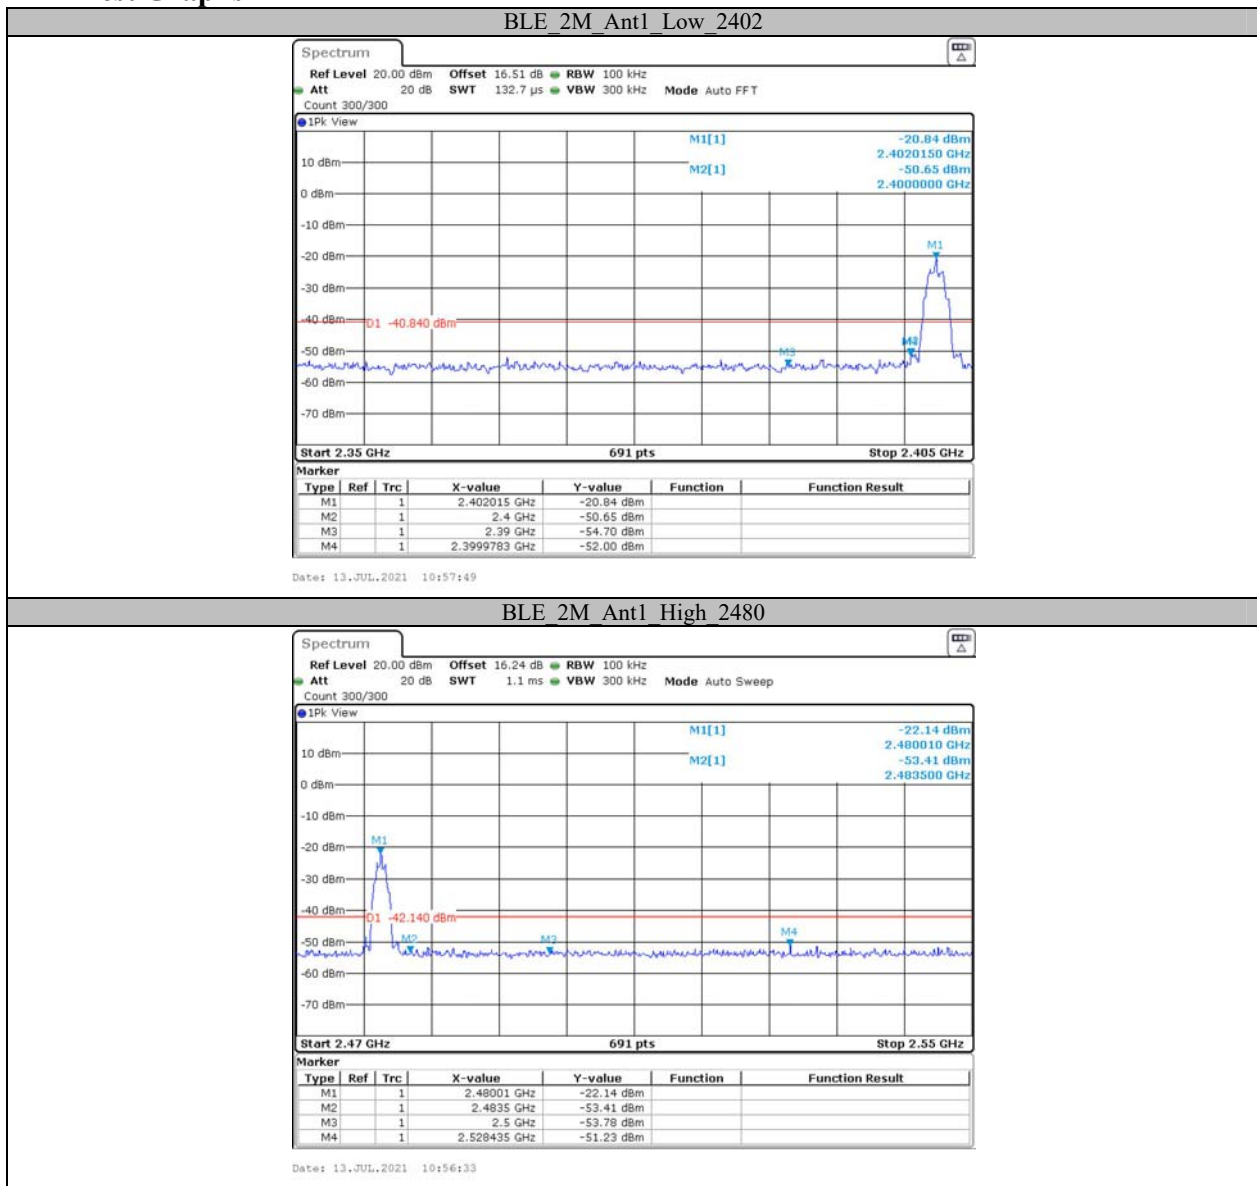 BLE_2M_Ant1_Low_2402
Spectrum
Ref Level 20.00 dBm Offset 16.51 dB RBW 100 kHz
Att 20 dB SWT 132.7 µs VBW 300 kHz Mode Auto FFT
Count 300/300
1Pk View
M1[1] -20.84 dBm
2.4020150 GHz
M2[1] -50.65 dBm
2.4000000 GHz
10 dBm
0 dBm
-10 dBm
-20 dBm
M1
-30 dBm
-40 dBm
D1 -40.840 dBm
-50 dBm
M3
-60 dBm
-70 dBm
Start 2.35 GHz 691 pts Stop 2.405 GHz
Marker
Type Ref Trc X-value Y-value Function Function Result
M1 1 2.402015 GHz -20.84 dBm
M2 1 2.4 GHz -50.65 dBm
M3 1 2.39 GHz -54.70 dBm
M4 1 2.3999783 GHz -52.00 dBm
Date: 13.JUL.2021 10:57:49
BLE_2M_Ant1_High_2480
Spectrum
Ref Level 20.00 dBm Offset 16.24 dB RBW 100 kHz
Att 20 dB SWT 1.1 ms VBW 300 kHz Mode Auto Sweep
Count 300/300
1Pk View
M1[1] -22.14 dBm
2.480010 GHz
M2[1] -53.41 dBm
2.483500 GHz
10 dBm
0 dBm
-10 dBm
M1
-20 dBm
-30 dBm
-40 dBm
D1 -42.140 dBm
M4
-50 dBm
M2 M3
-60 dBm
-70 dBm
Start 2.47 GHz 691 pts Stop 2.55 GHz
Marker
Type Ref Trc X-value Y-value Function Function Result
M1 1 2.48001 GHz -22.14 dBm
M2 1 2.4835 GHz -53.41 dBm
M3 1 2.5 GHz -53.78 dBm
M4 1 2.528435 GHz -51.23 dBm
Date: 13.JUL.2021 10:56:33